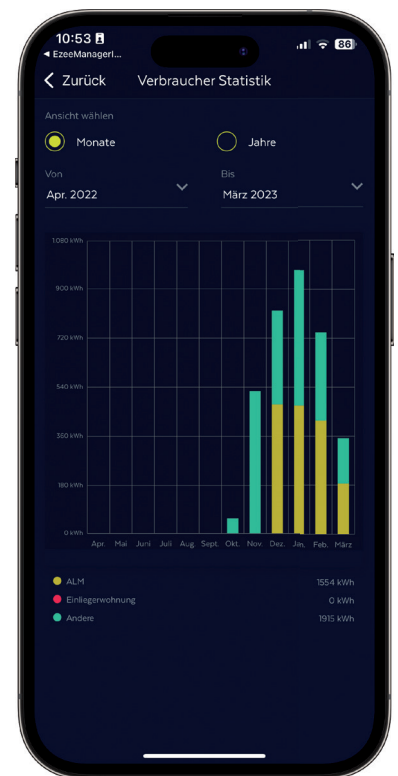 10:53
86
◀ EzeeManagerI...
Zurück Verbraucher Statistik
Ansicht wählen
Monate Jahre
Von Bis
Apr. 2022 März 2023
1.080 kWh
900 kWh
720 kWh
540 kWh
360 kWh
180 kWh
0 kWh
Apr. Mai Juni Juli Aug. Sept. Okt. Nov. Dez. Jan. Feb. März
ALM 1554 kWh
Einliegerwohnung 0 kWh
Andere 1915 kWh